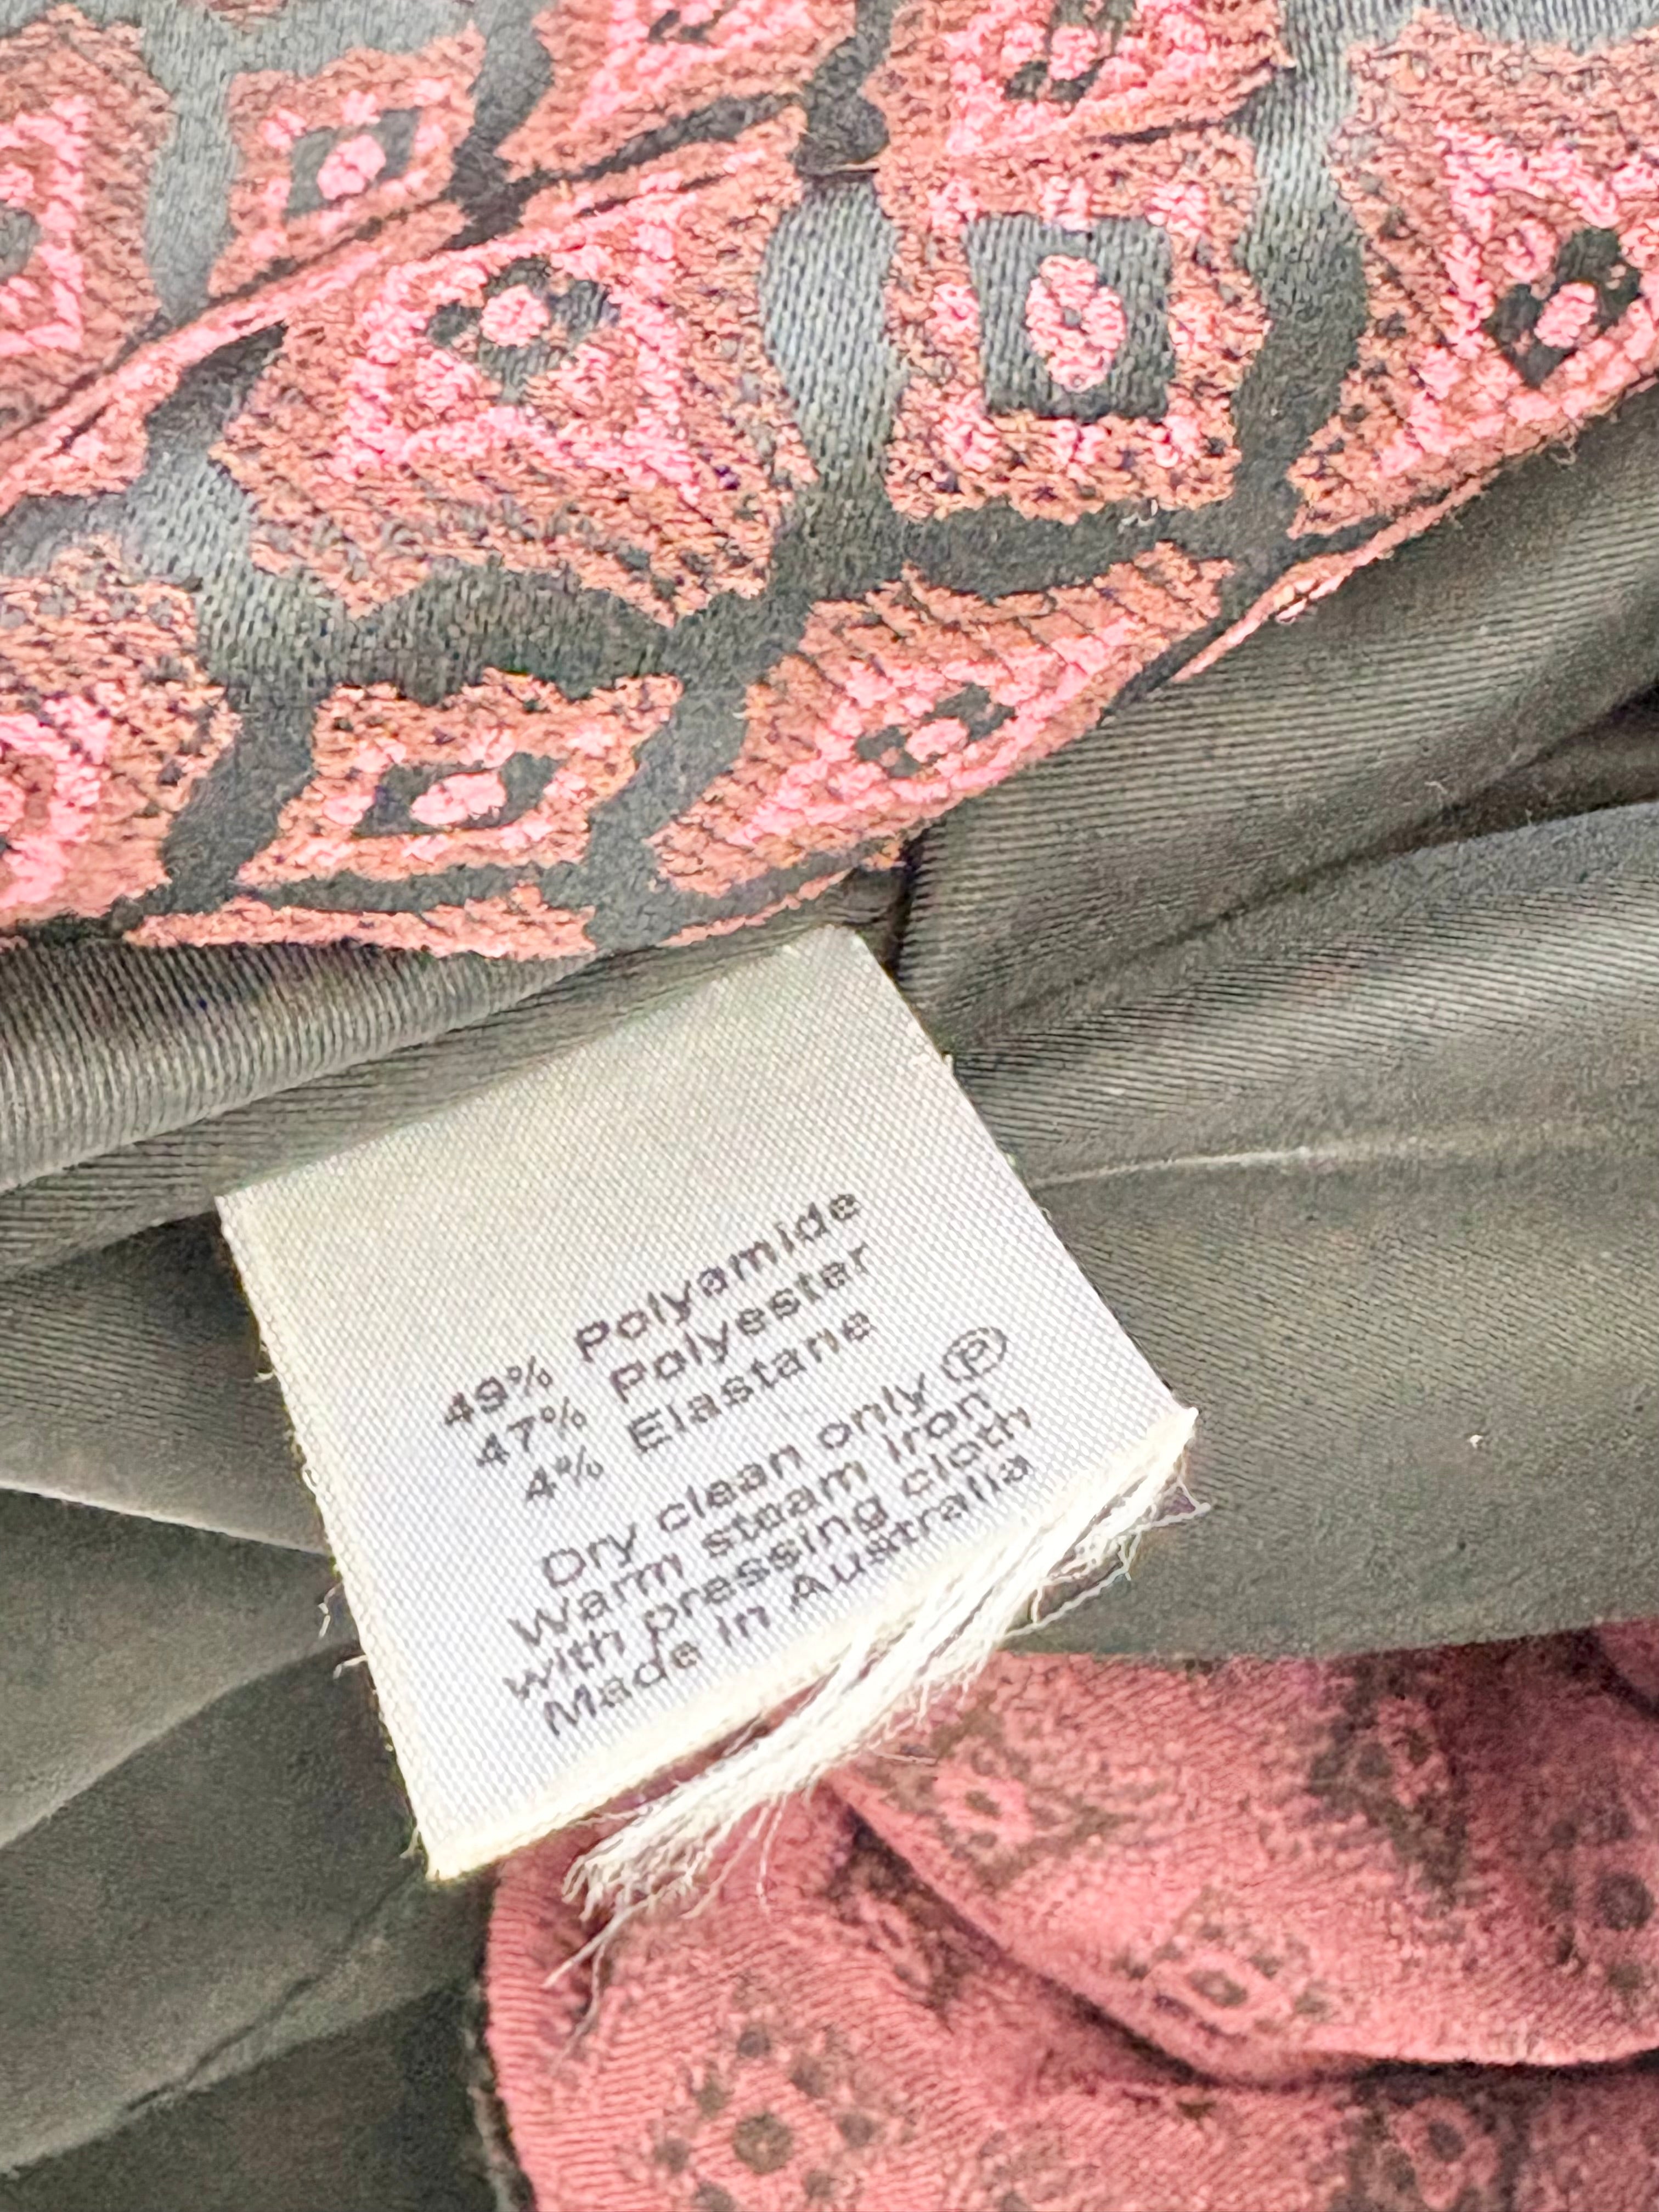 49% Polyamide
47% Polyester
4% Elastane
Dry clean only Ⓟ
Warm steam iron
with pressing cloth
Made in Australia